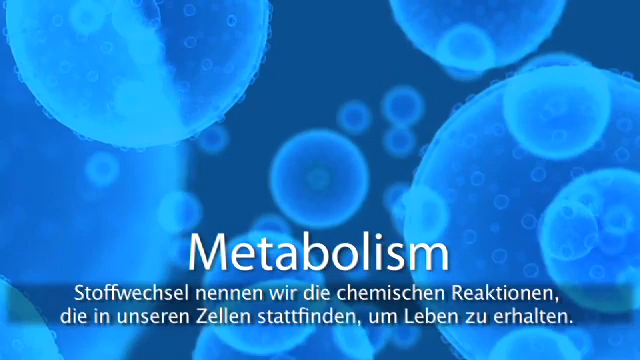 Metabolism
Stoffwechsel nennen wir die chemischen Reaktionen,
die in unseren Zellen stattfinden, um Leben zu erhalten.